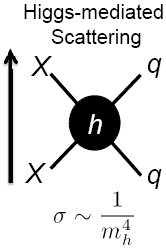 Higgs-mediated
Scattering
X q
h
X q
σ ∼ 1/m_h^4